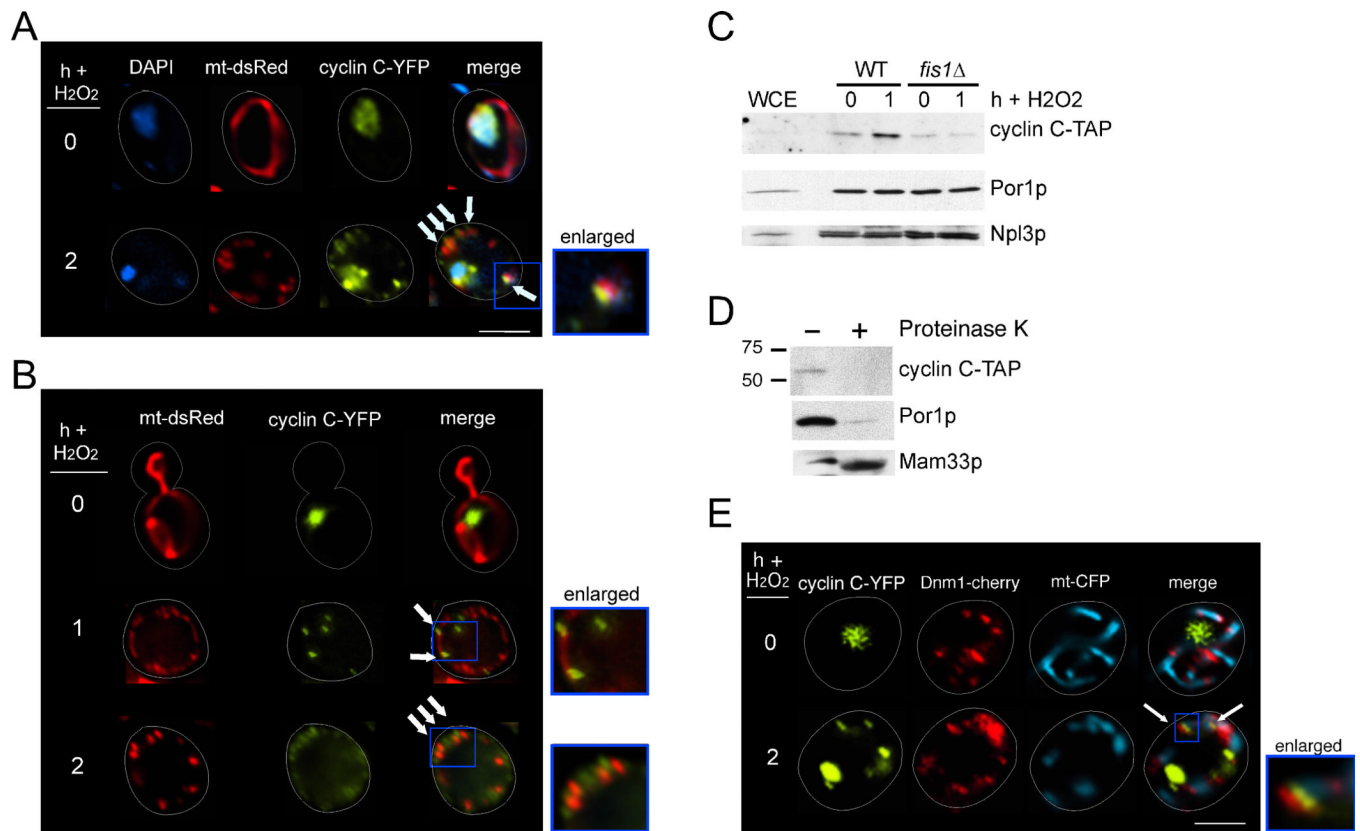 A
h +
H2O2
DAPI mt-dsRed cyclin C-YFP merge
0
2
enlarged
B
h +
H2O2
mt-dsRed cyclin C-YFP merge
0
1
enlarged
2
C
WT fis1Δ
WCE 0 1 0 1 h + H2O2
cyclin C-TAP
Por1p
Npl3p
D
– + Proteinase K
75
50
cyclin C-TAP
Por1p
Mam33p
E
h +
H2O2
cyclin C-YFP Dnm1-cherry mt-CFP merge
0
2
enlarged